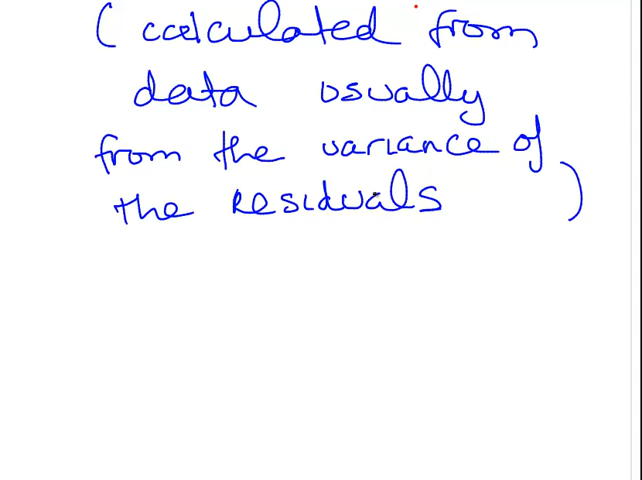 (calculated from
data usually
from the variance of
the residuals)